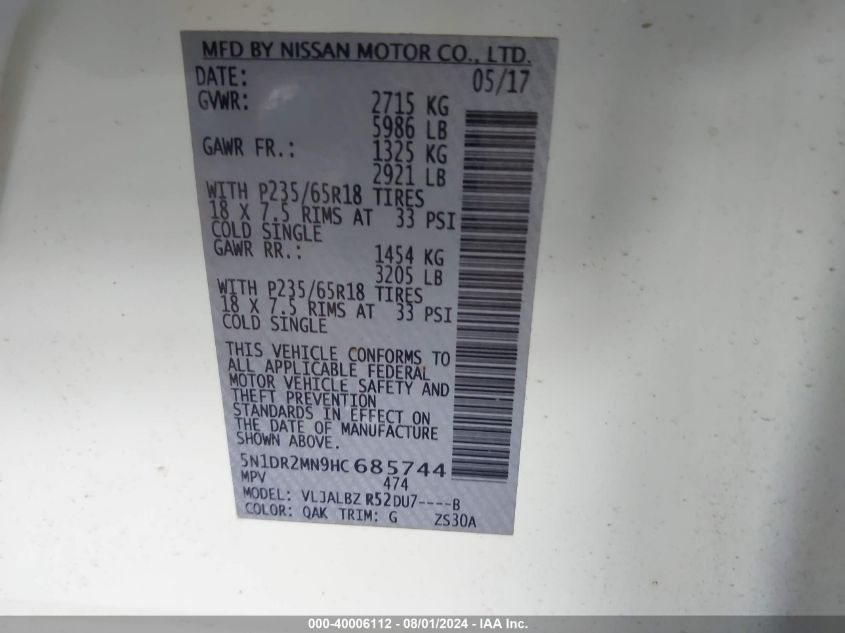 MFD BY NISSAN MOTOR CO., LTD.
DATE: 05/17
GVWR: 2715 KG
5986 LB
GAWR FR.: 1325 KG
2921 LB
WITH P235/65R18 TIRES
18 X 7.5 RIMS AT 33 PSI
COLD SINGLE
GAWR RR.: 1454 KG
3205 LB
WITH P235/65R18 TIRES
18 X 7.5 RIMS AT 33 PSI
COLD SINGLE
THIS VEHICLE CONFORMS TO
ALL APPLICABLE FEDERAL
MOTOR VEHICLE SAFETY AND
THEFT PREVENTION
STANDARDS IN EFFECT ON
THE DATE OF MANUFACTURE
SHOWN ABOVE.
5N1DR2MN9HC 685744
MPV 474
MODEL: VLJALBZ R52DU7----B
COLOR: QAK TRIM: G ZS30A
000-40006112 - 08/01/2024 - IAA Inc.